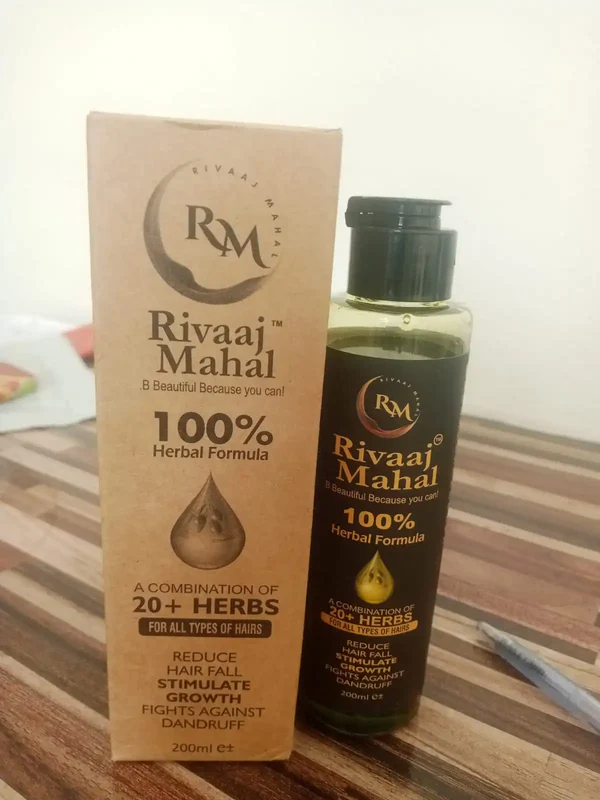 RIVAAJ MAHAL
RM
Rivaaj™
Mahal
.B Beautiful Because you can!
100%
Herbal Formula
A COMBINATION OF
20+ HERBS
FOR ALL TYPES OF HAIRS
REDUCE
HAIR FALL
STIMULATE
GROWTH
FIGHTS AGAINST
DANDRUFF
200ml e±
RIVAAJ MAHAL
RM
Rivaaj™
Mahal
.B Beautiful Because you can!
100%
Herbal Formula
A COMBINATION OF
20+ HERBS
FOR ALL TYPES OF HAIRS
REDUCE
HAIR FALL
STIMULATE
GROWTH
FIGHTS AGAINST
DANDRUFF
200ml e±